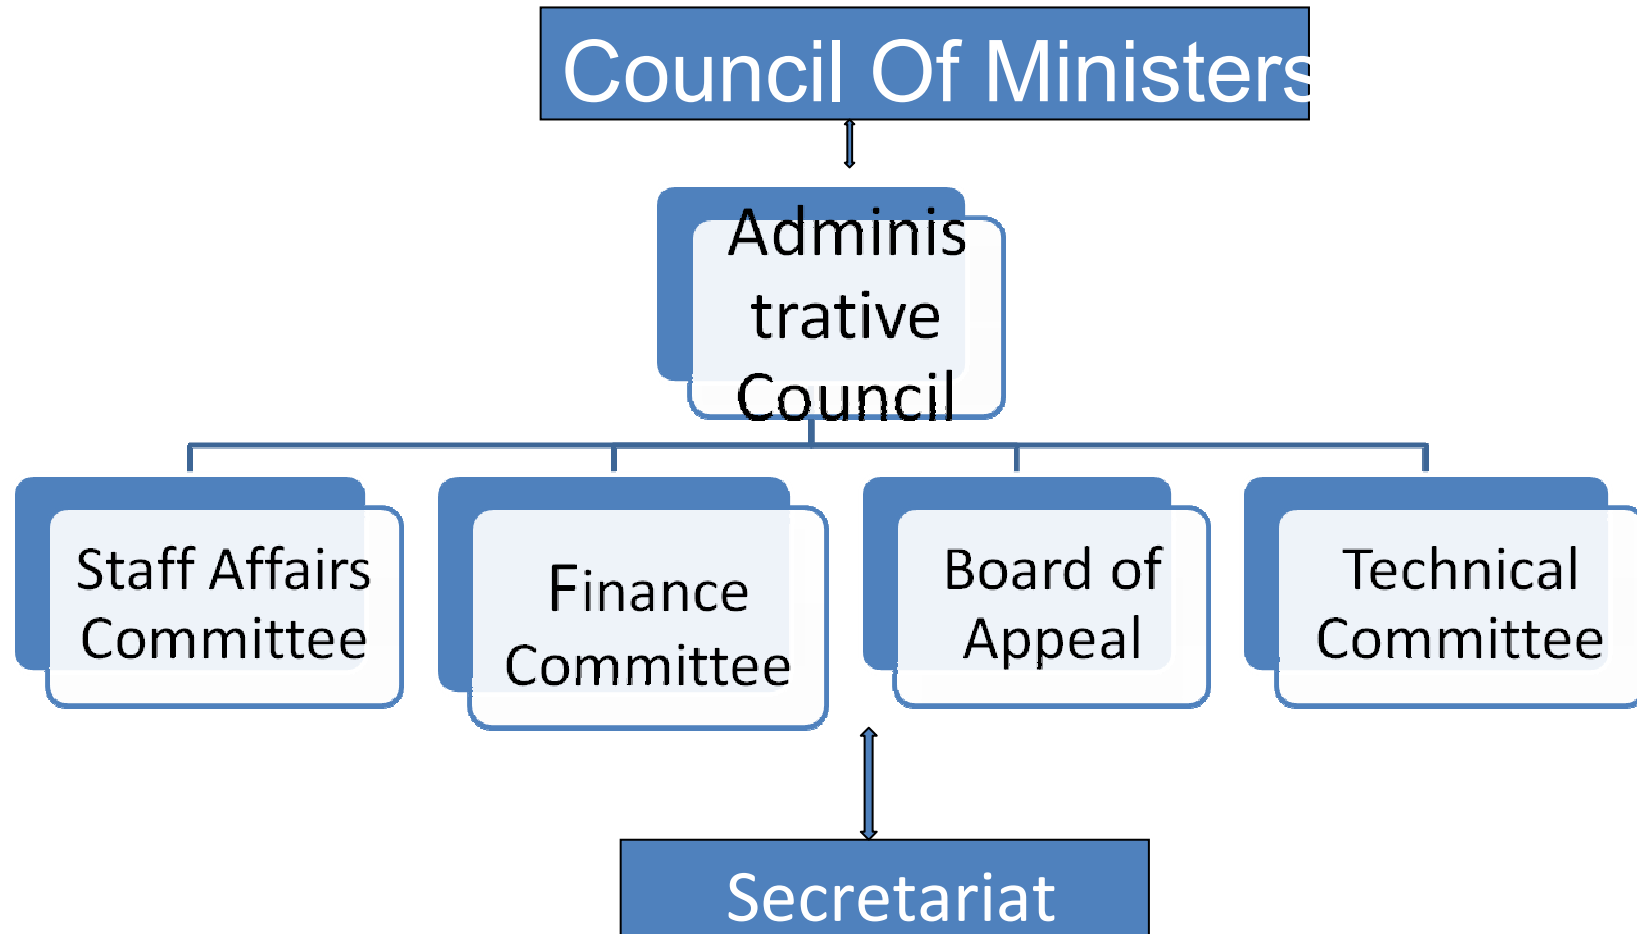 Council Of Ministers
Adminis
trative
Council
Staff Affairs
Committee
Finance
Committee
Board of
Appeal
Technical
Committee
Secretariat